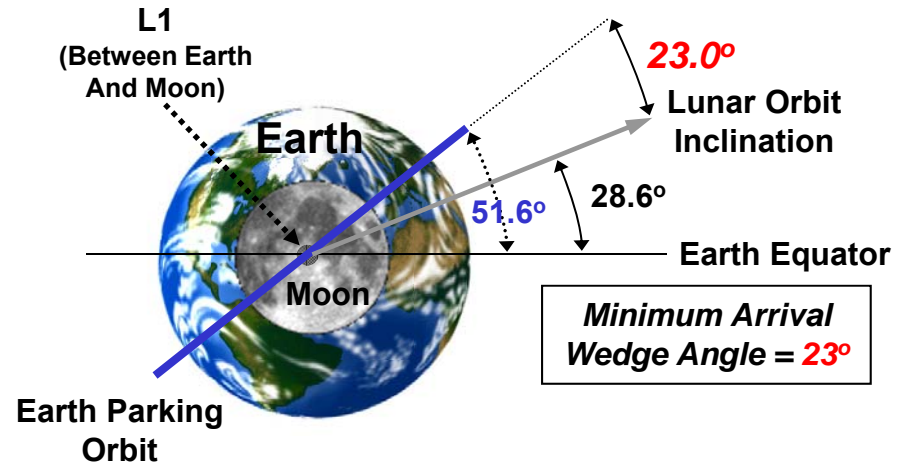 L1
(Between Earth
And Moon)
Earth
23.0º
Lunar Orbit
Inclination
51.6º
28.6º
Earth Equator
Moon
Minimum Arrival
Wedge Angle = 23º
Earth Parking
Orbit